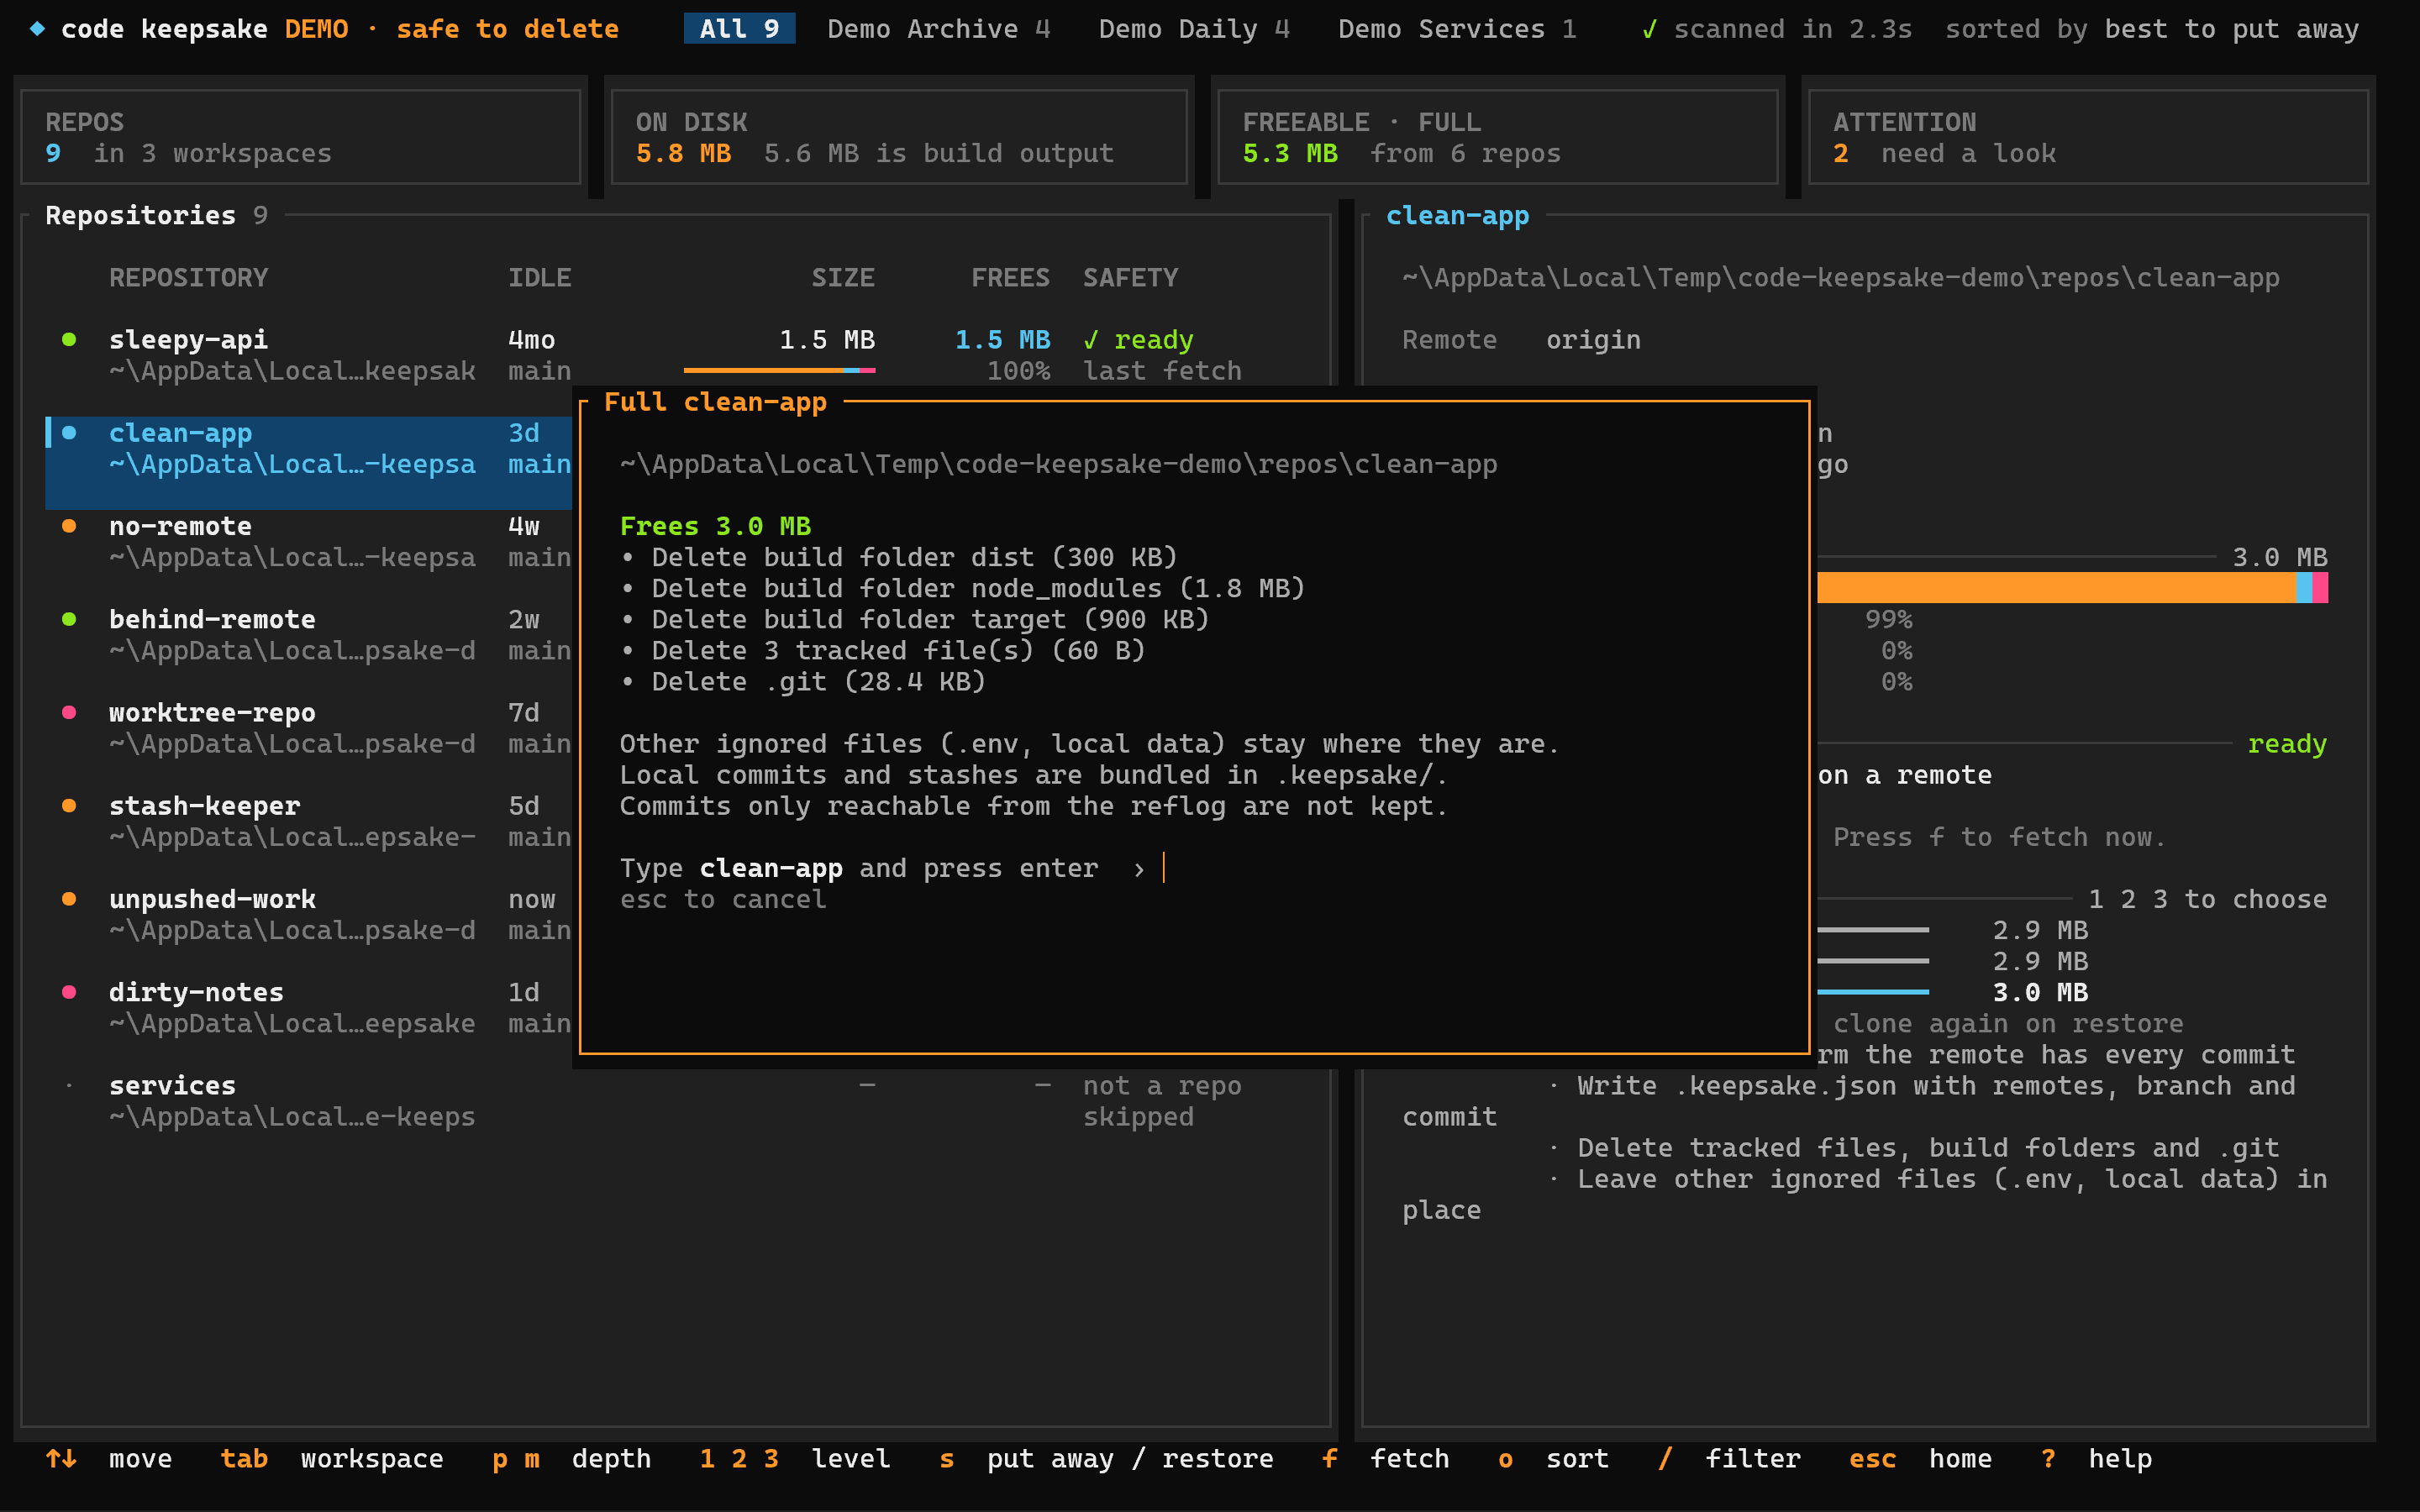 ◆ code keepsake DEMO · safe to delete All 9 Demo Archive 4 Demo Daily 4 Demo Services 1 ✓ scanned in 2.3s sorted by best to put away
REPOS
9 in 3 workspaces
ON DISK
5.8 MB 5.6 MB is build output
FREEABLE · FULL
5.3 MB from 6 repos
ATTENTION
2 need a look
Repositories 9
REPOSITORY IDLE SIZE FREES SAFETY
● sleepy-api 4mo 1.5 MB 1.5 MB ✓ ready
~\AppData\Local…keepsak main 100% last fetch
● clean-app 3d
~\AppData\Local…-keepsa main
● no-remote 4w
~\AppData\Local…-keepsa main
● behind-remote 2w
~\AppData\Local…psake-d main
● worktree-repo 7d
~\AppData\Local…psake-d main
● stash-keeper 5d
~\AppData\Local…epsake- main
● unpushed-work now
~\AppData\Local…psake-d main
● dirty-notes 1d
~\AppData\Local…eepsake main
· services — — not a repo
~\AppData\Local…e-keeps skipped
Full clean-app
~\AppData\Local\Temp\code-keepsake-demo\repos\clean-app
Frees 3.0 MB
• Delete build folder dist (300 KB)
• Delete build folder node_modules (1.8 MB)
• Delete build folder target (900 KB)
• Delete 3 tracked file(s) (60 B)
• Delete .git (28.4 KB)
Other ignored files (.env, local data) stay where they are.
Local commits and stashes are bundled in .keepsake/.
Commits only reachable from the reflog are not kept.
Type clean-app and press enter ›
esc to cancel
clean-app
~\AppData\Local\Temp\code-keepsake-demo\repos\clean-app
Remote origin
n
go
3.0 MB
99%
0%
0%
ready
on a remote
Press f to fetch now.
1 2 3 to choose
2.9 MB
2.9 MB
3.0 MB
clone again on restore
rm the remote has every commit
· Write .keepsake.json with remotes, branch and
commit
· Delete tracked files, build folders and .git
· Leave other ignored files (.env, local data) in
place
↑↓ move tab workspace p m depth 1 2 3 level s put away / restore f fetch o sort / filter esc home ? help